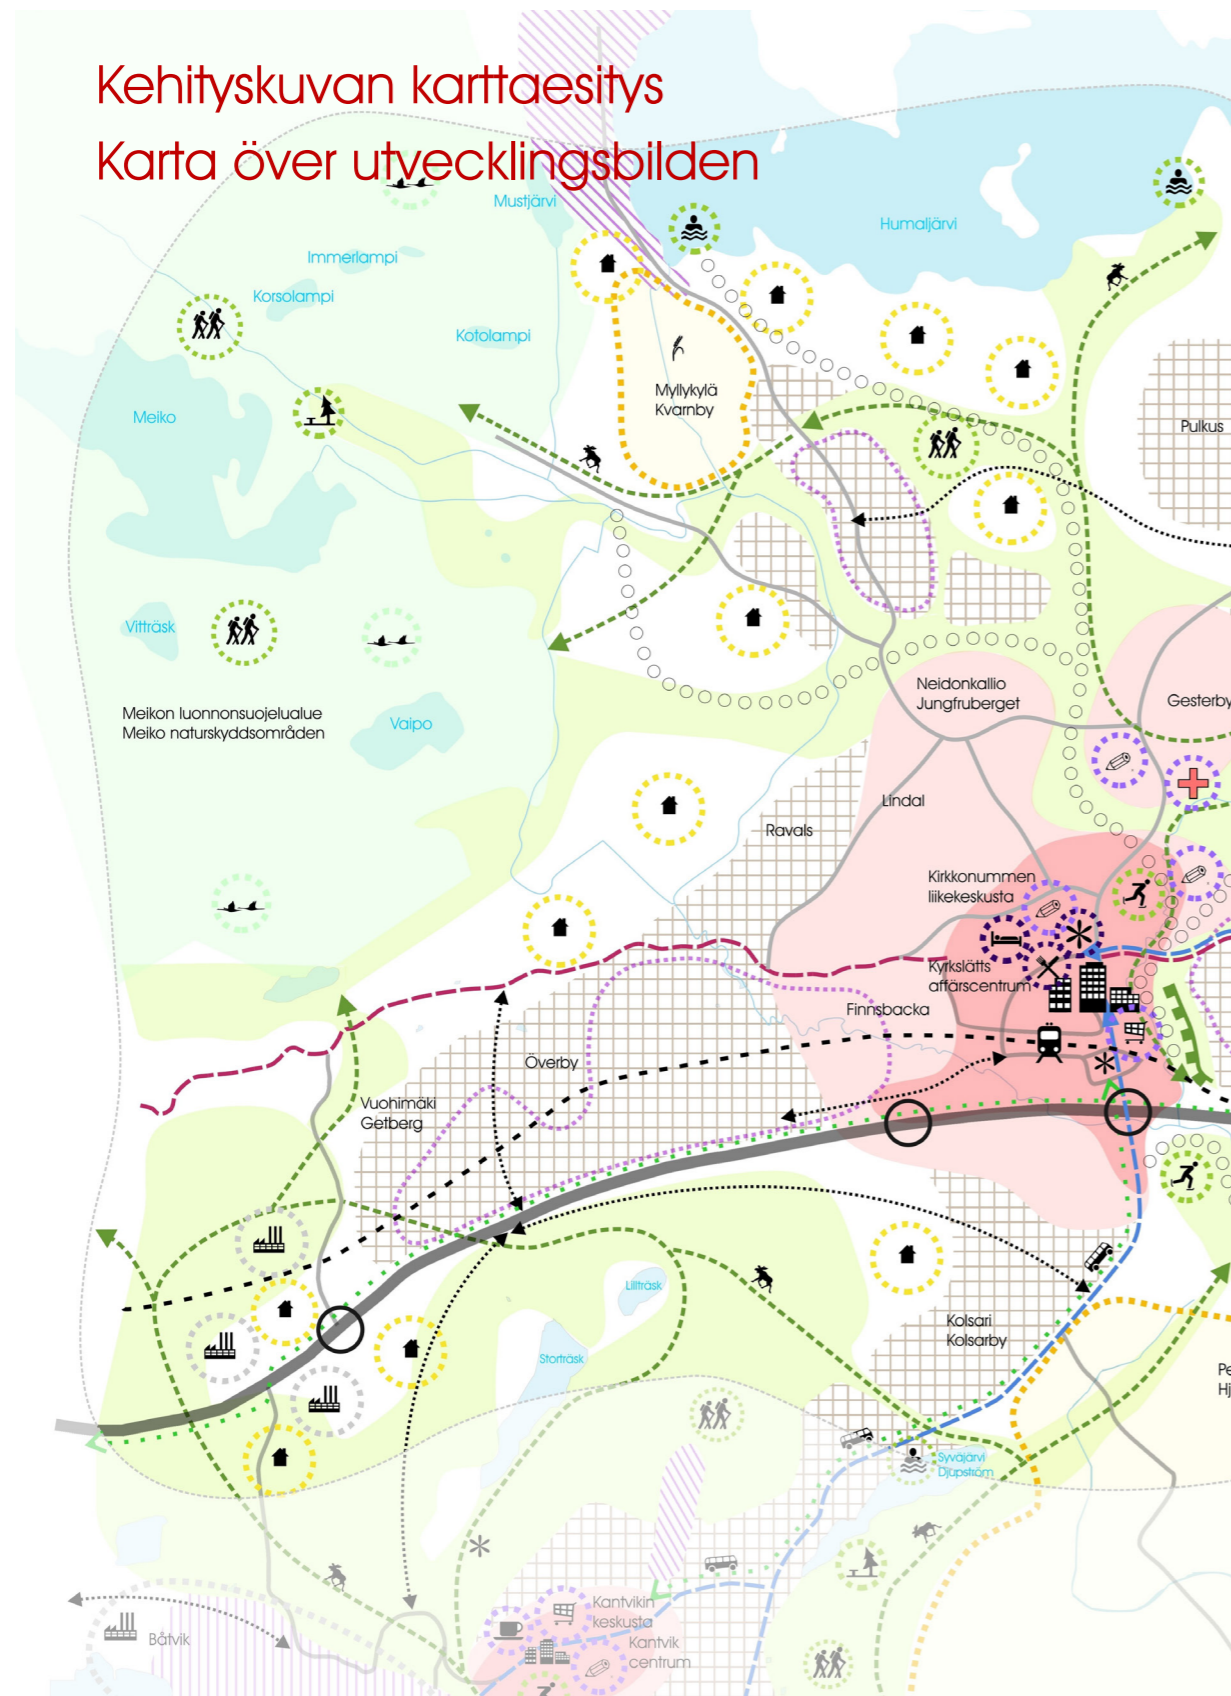 Kehityskuvan karttaesitys
Karta över utvecklingsbilden
Mustjärvi
Humaljärvi
Immerlampi
Korsolampi
Kotolampi
Myllykylä
Kvarnby
Meiko
Pulkus
Vitträsk
Neidonkallio
Jungfruberget
Gesterby
Meikon luonnonsuojelualue
Meiko naturskyddsområden
Vaipo
Lindal
Ravals
Kirkkonummen
liikekeskusta
Kyrkslätts
affärscentrum
Finnsbacka
Överby
Vuohimäki
Getberg
Lillträsk
Kolsari
Kolsarby
Storträsk
Syväjärvi
Djupström
Kantvikin
keskusta
Kantvik
centrum
Båtvik